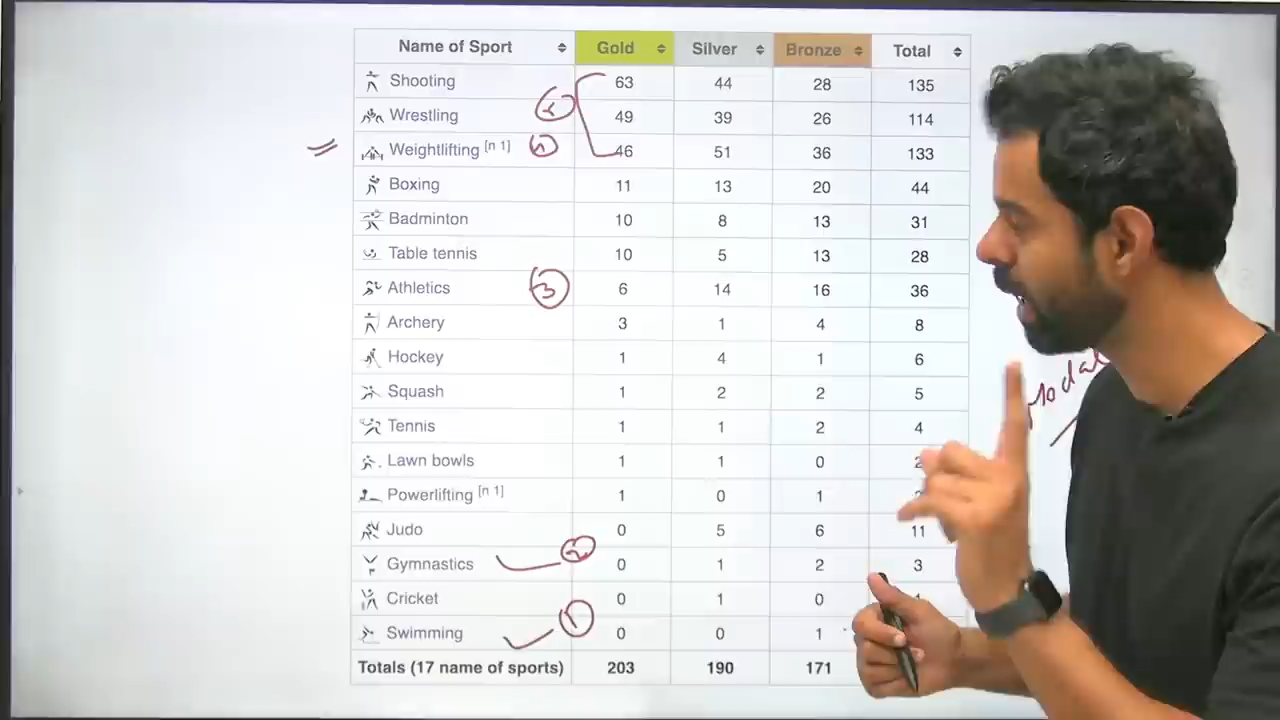 Name of Sport Gold Silver Bronze Total
Shooting 63 44 28 135
Wrestling 49 39 26 114
Weightlifting [n 1] 46 51 36 133
Boxing 11 13 20 44
Badminton 10 8 13 31
Table tennis 10 5 13 28
Athletics 3 6 14 16 36
Archery 3 1 4 8
Hockey 1 4 1 6
Squash 1 2 2 5
Tennis 1 1 2 4
Lawn bowls 1 1 0
Powerlifting [n 1] 1 0 1
Judo 0 5 6 11
Gymnastics 2 0 1 2 3
Cricket 0 1 0
Swimming 1 0 0 1
Totals (17 name of sports) 203 190 171